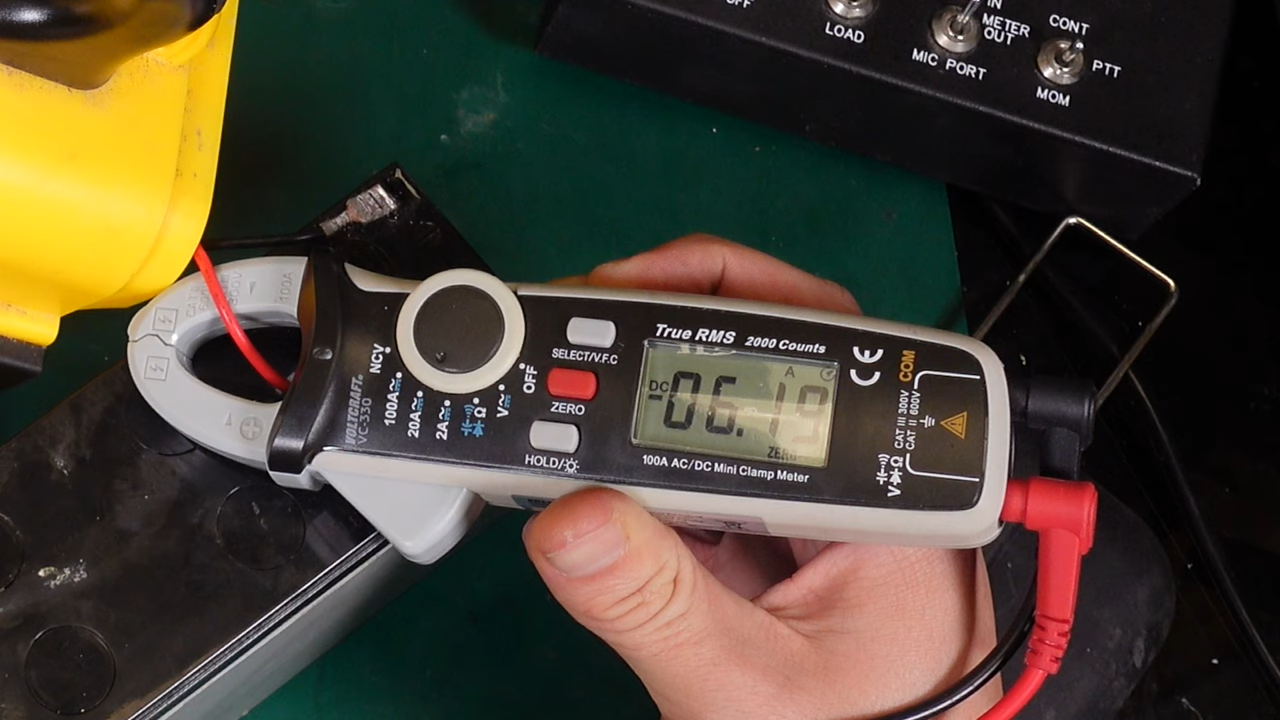 OFF
LOAD
IN
METER
OUT
MIC PORT
CONT
PTT
MOM
100A
VOLTCRAFT®
VC-330
NCV
100A
20A
2A
Ω
V
OFF
SELECT/V.F.C
ZERO
HOLD/
True RMS 2000 Counts
DC
A
-06.19
ZERO
100A AC/DC Mini Clamp Meter
CE
COM
CAT III 300V
CAT II 600V
VΩ